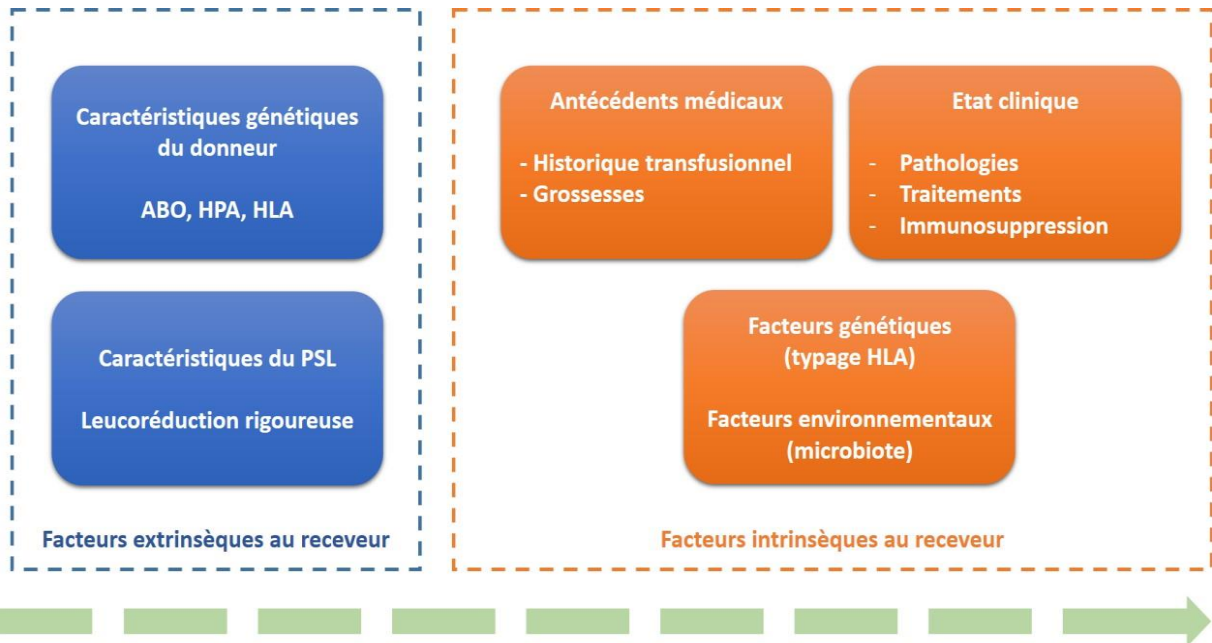 Caractéristiques génétiques
du donneur
ABO, HPA, HLA
Caractéristiques du PSL
Leucoréduction rigoureuse
Facteurs extrinsèques au receveur
Antécédents médicaux
- Historique transfusionnel
- Grossesses
Etat clinique
- Pathologies
- Traitements
- Immunosuppression
Facteurs génétiques
(typage HLA)
Facteurs environnementaux
(microbiote)
Facteurs intrinsèques au receveur